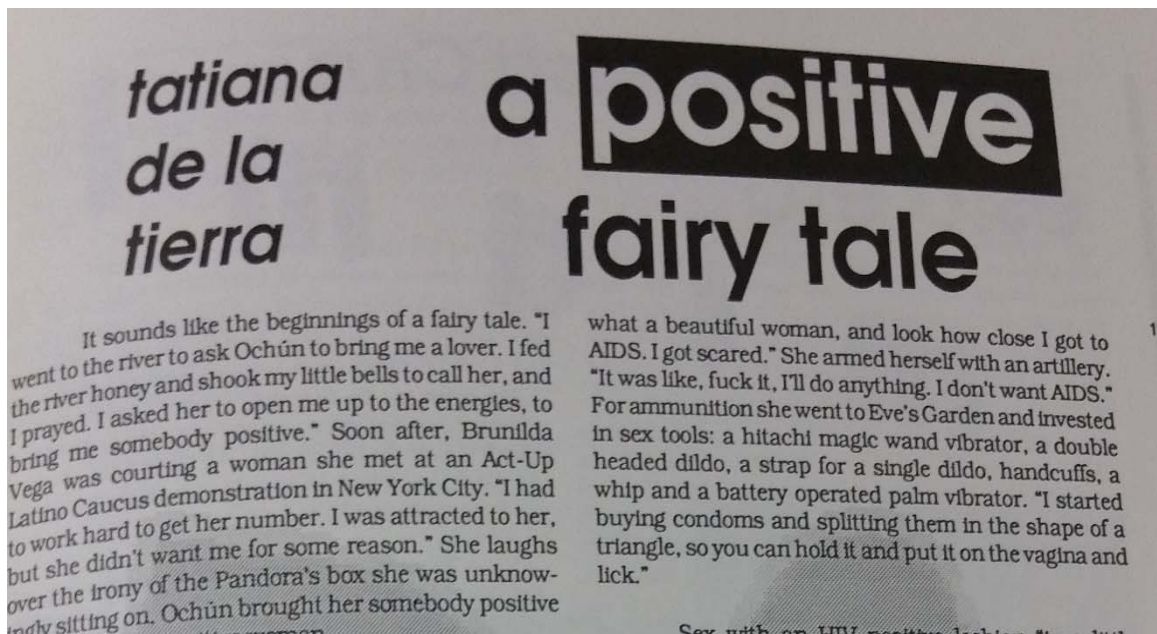 tatiana
de la
tierra
a positive
fairy tale
It sounds like the beginnings of a fairy tale. “I
went to the river to ask Ochún to bring me a lover. I fed
the river honey and shook my little bells to call her, and
I prayed. I asked her to open me up to the energies, to
bring me somebody positive.” Soon after, Brunilda
Vega was courting a woman she met at an Act-Up
Latino Caucus demonstration in New York City. “I had
to work hard to get her number. I was attracted to her,
but she didn't want me for some reason.” She laughs
over the irony of the Pandora's box she was unknow-
ingly sitting on. Ochún brought her somebody positive
what a beautiful woman, and look how close I got to
AIDS. I got scared.” She armed herself with an artillery.
“It was like, fuck it, I'll do anything. I don't want AIDS.”
For ammunition she went to Eve's Garden and invested
in sex tools: a hitachi magic wand vibrator, a double
headed dildo, a strap for a single dildo, handcuffs, a
whip and a battery operated palm vibrator. “I started
buying condoms and splitting them in the shape of a
triangle, so you can hold it and put it on the vagina and
lick.”
Sex with an HIV positive
1